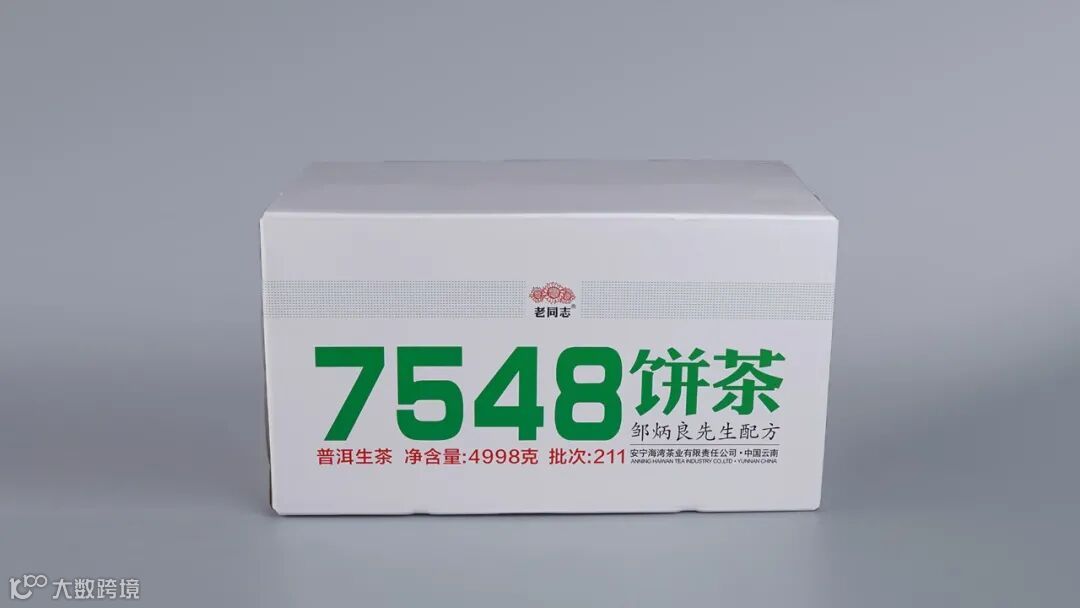 老同志®
7548饼茶
邹炳良先生配方
普洱生茶 净含量:4998克 批次:211
安宁海湾茶业有限责任公司·中国云南
ANNING HAIWAN TEA INDUSTRY CO.,LTD·YUNNAN CHINA
大数跨境